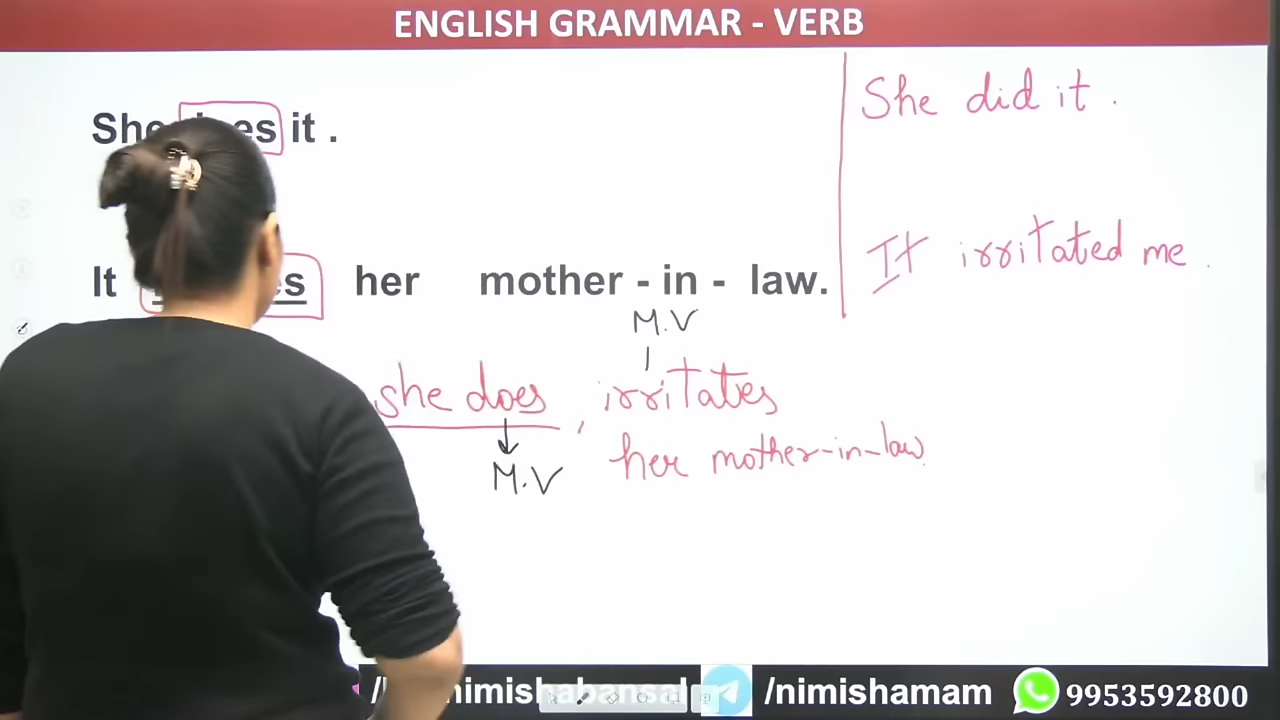 ENGLISH GRAMMAR - VERB
She it .
It her mother - in - law.
M.V
she does, irritates
M.V
her mother-in-law
She did it .
It irritated me .
/nimishamam
9953592800